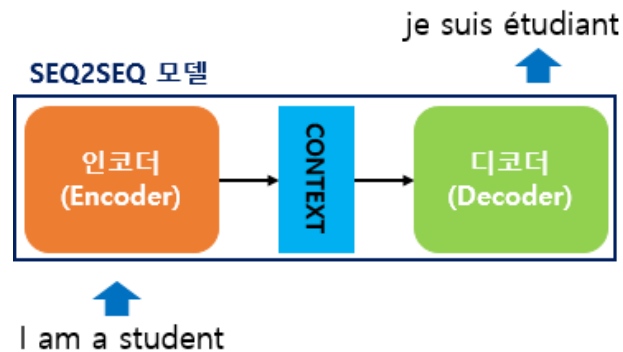 je suis étudiant
SEQ2SEQ 모델
인코더
(Encoder)
CONTEXT
디코더
(Decoder)
I am a student